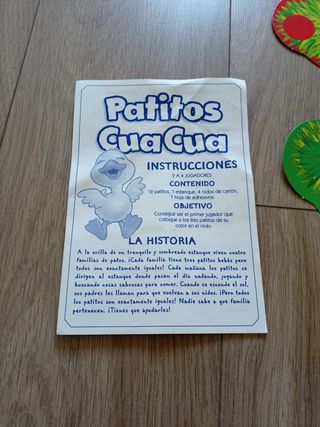 Patitos
CuaCua
INSTRUCCIONES
2 A 4 JUGADORES
CONTENIDO
12 patitos, 1 estanque, 4 nidos de cartón,
1 hoja de adhesivos.
OBJETIVO
Conseguir ser el primer jugador que
coloque a los tres patitos de su
color en el nido.
LA HISTORIA
A la orilla de un tranquilo y sombreado estanque viven cuatro
familias de patos. ¡Cada familia tiene tres patitos bebés pero
todos son exactamente iguales! Cada mañana los patitos se
dirigen al estanque donde pasan el día nadando, jugando y
buscando cosas sabrosas para comer. Cuando se esconde el sol,
sus padres les llaman para que vuelvan a sus nidos. ¡Pero todos
los patitos son exactamente iguales! Nadie sabe a que familia
pertenecen. ¡Tienes que ayudarles!